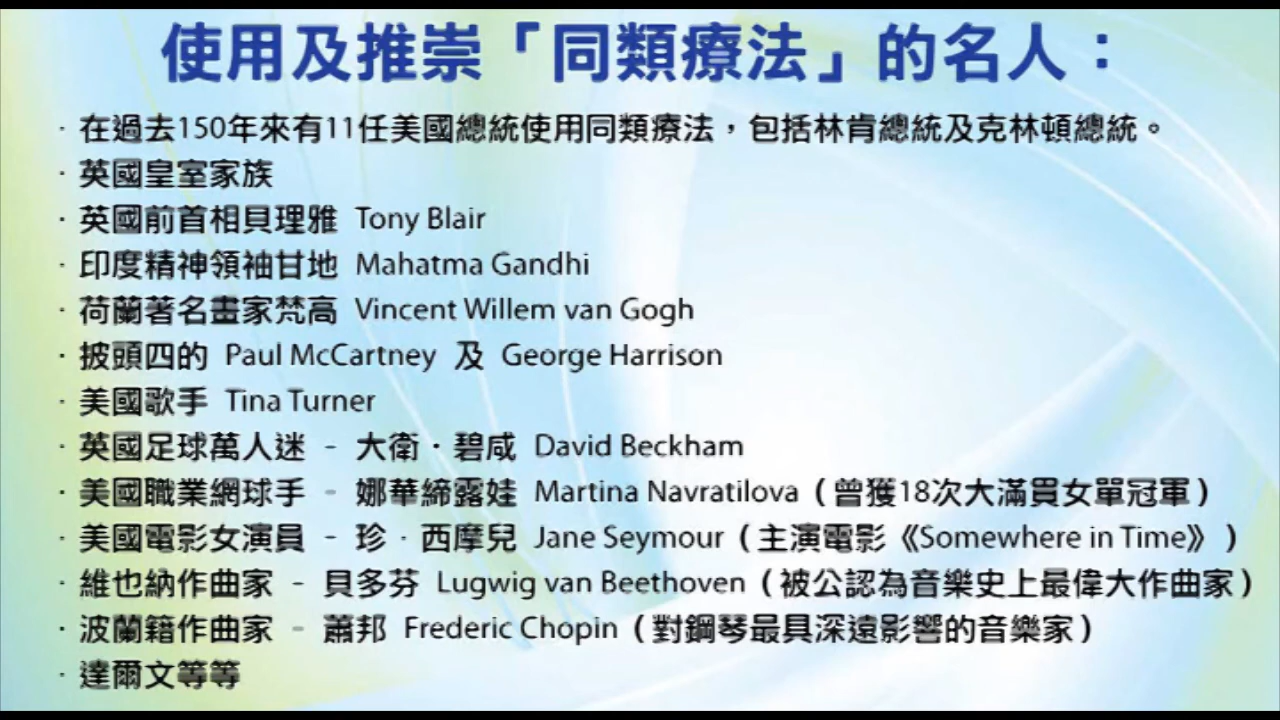 使用及推崇「同類療法」的名人：
· 在過去150年來有11任美國總統使用同類療法，包括林肯總統及克林頓總統。
· 英國皇室家族
· 英國前首相貝理雅 Tony Blair
· 印度精神領袖甘地 Mahatma Gandhi
· 荷蘭著名畫家梵高 Vincent Willem van Gogh
· 披頭四的 Paul McCartney 及 George Harrison
· 美國歌手 Tina Turner
· 英國足球萬人迷 - 大衛·碧咸 David Beckham
· 美國職業網球手 - 娜華締露娃 Martina Navratilova（曾獲18次大滿貫女單冠軍）
· 美國電影女演員 - 珍·西摩兒 Jane Seymour（主演電影《Somewhere in Time》）
· 維也納作曲家 - 貝多芬 Lugwig van Beethoven（被公認為音樂史上最偉大作曲家）
· 波蘭籍作曲家 - 蕭邦 Frederic Chopin（對鋼琴最具深遠影響的音樂家）
· 達爾文等等